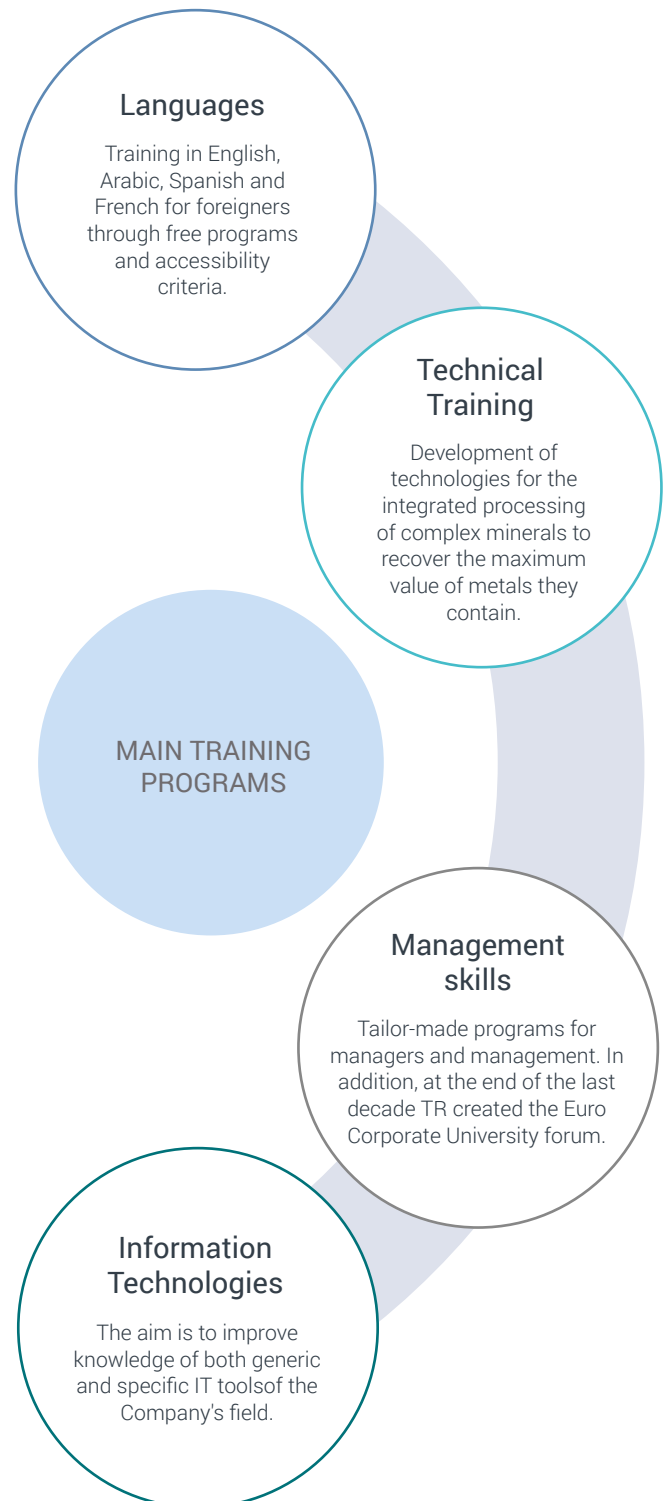 Languages
Training in English,
Arabic, Spanish and
French for foreigners
through free programs
and accessibility
criteria.
Technical
Training
Development of
technologies for the
integrated processing
of complex minerals to
recover the maximum
value of metals they
contain.
MAIN TRAINING
PROGRAMS
Management
skills
Tailor-made programs for
managers and management. In
addition, at the end of the last
decade TR created the Euro
Corporate University forum.
Information
Technologies
The aim is to improve
knowledge of both generic
and specific IT toolsof the
Company's field.